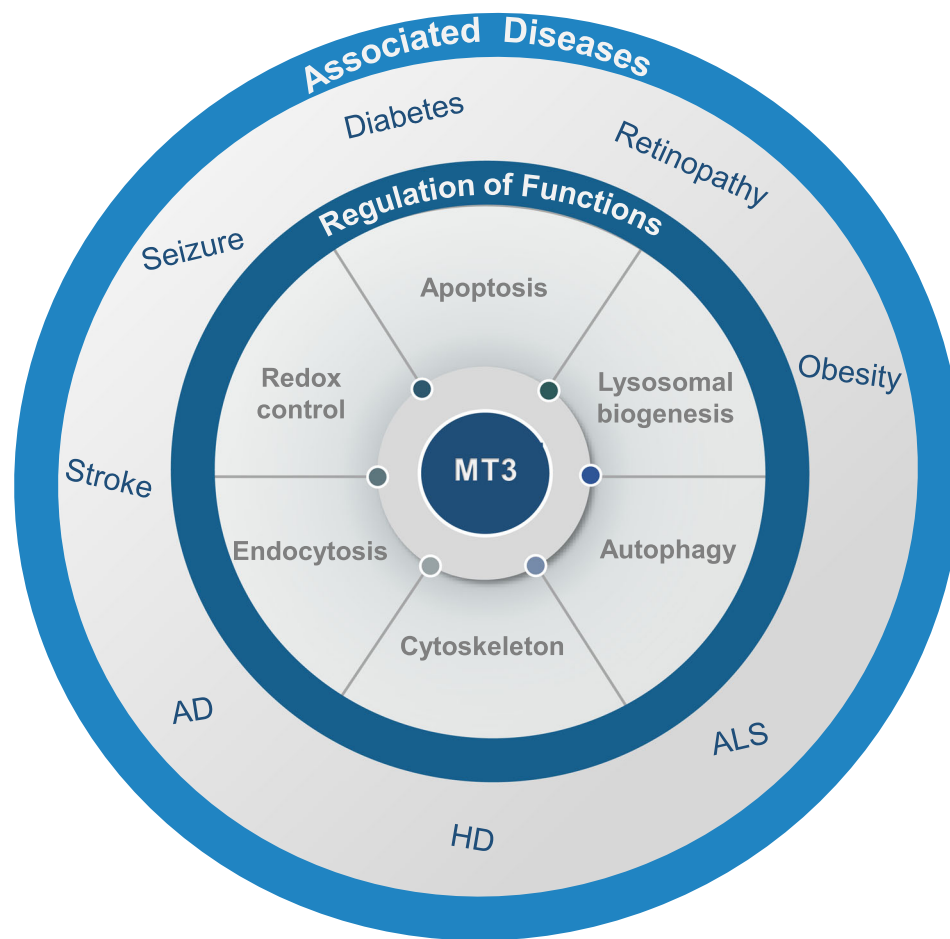 Associated Diseases
Diabetes
Retinopathy
Seizure
Obesity
Stroke
AD
ALS
HD
Regulation of Functions
Apoptosis
Redox
control
Lysosomal
biogenesis
MT3
Endocytosis
Autophagy
Cytoskeleton